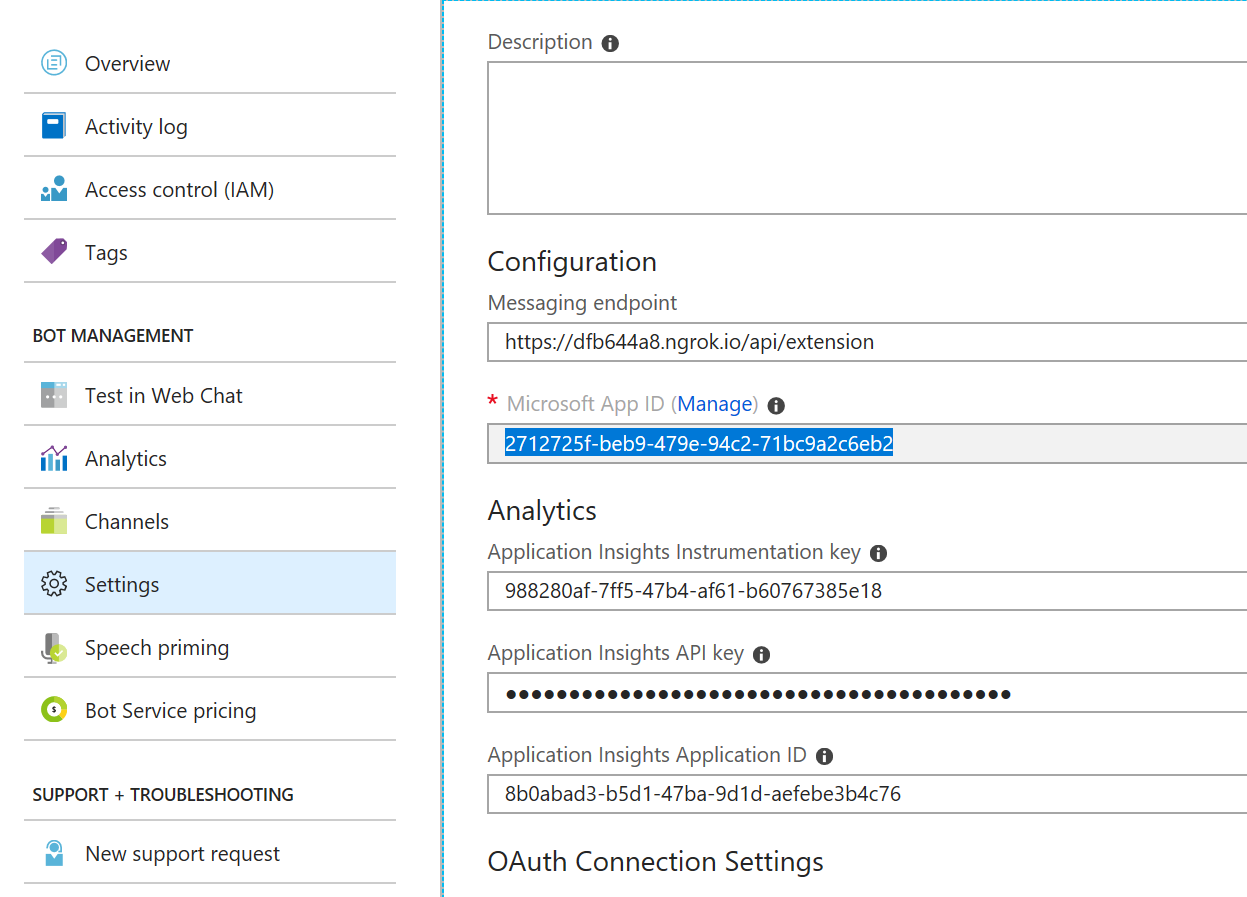 Overview
Activity log
Access control (IAM)
Tags
BOT MANAGEMENT
Test in Web Chat
Analytics
Channels
Settings
Speech priming
Bot Service pricing
SUPPORT + TROUBLESHOOTING
New support request
Description
Configuration
Messaging endpoint
https://dfb644a8.ngrok.io/api/extension
* Microsoft App ID (Manage)
2712725f-beb9-479e-94c2-71bc9a2c6eb2
Analytics
Application Insights Instrumentation key
988280af-7ff5-47b4-af61-b60767385e18
Application Insights API key
••••••••••••••••••••••••••••••••••••••••
Application Insights Application ID
8b0abad3-b5d1-47ba-9d1d-aefebe3b4c76
OAuth Connection Settings